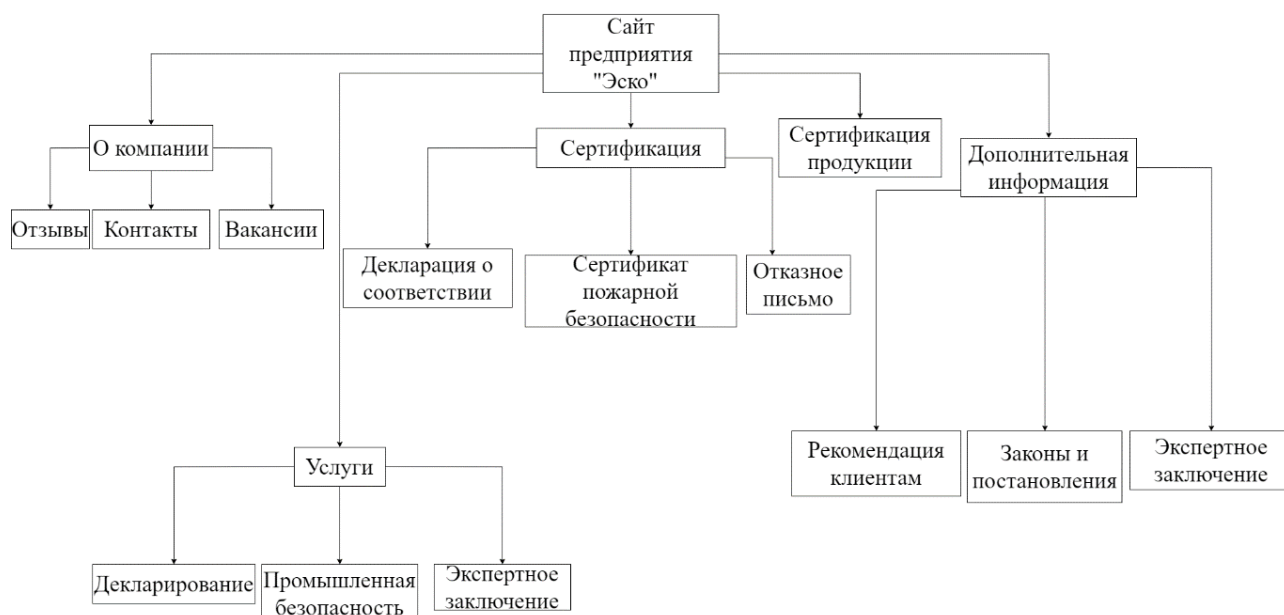 Сайт
предприятия
"Эско"
О компании
Отзывы
Контакты
Вакансии
Сертификация
Декларация о
соответствии
Сертификат
пожарной
безопасности
Отказное
письмо
Сертификация
продукции
Дополнительная
информация
Рекомендация
клиентам
Законы и
постановления
Экспертное
заключение
Услуги
Декларирование
Промышленная
безопасность
Экспертное
заключение